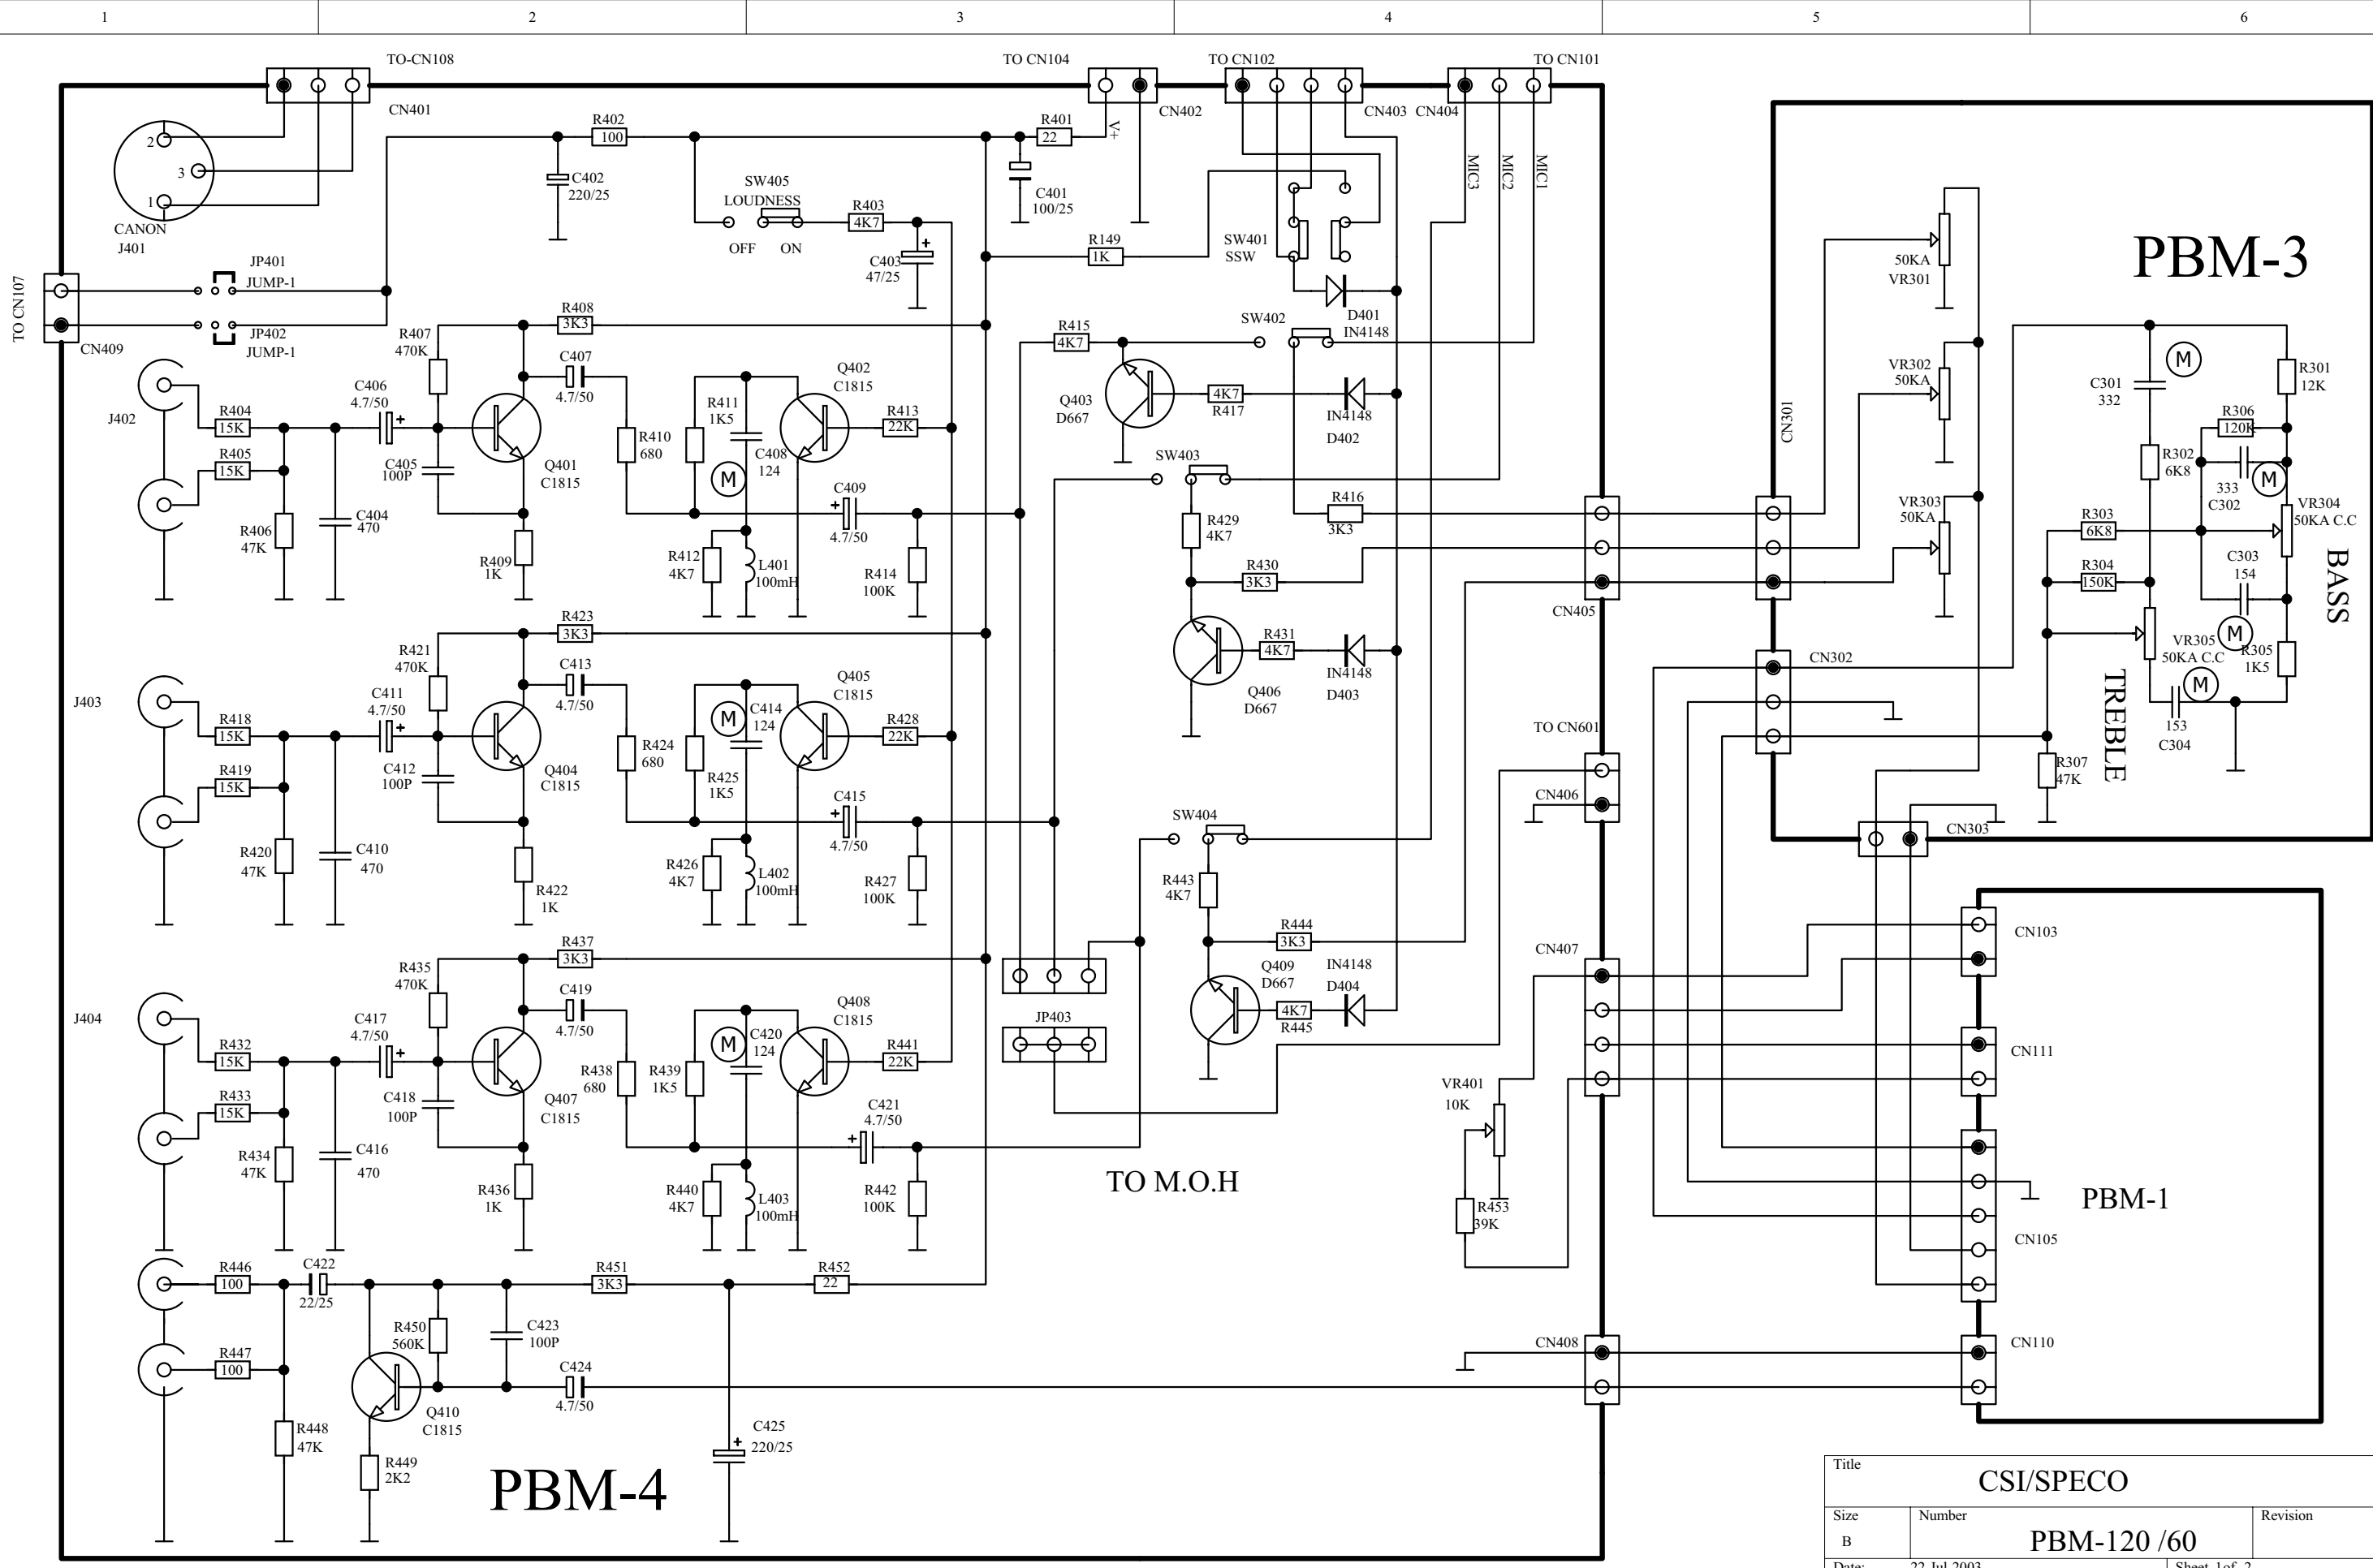 1 2 3 4 5 6
TO-CN108
TO CN104
TO CN102
TO CN101
CN401
CN402
CN403
CN404
2
3
1
CANON
J401
R402
100
C402
220/25
SW405
LOUDNESS
OFF ON
R403
4K7
C403
47/25
R401
22
V+
C401
100/25
MIC3
MIC2
MIC1
R149
1K
SW401
SSW
D401
IN4148
TO CN107
CN409
JP401
JUMP-1
JP402
JUMP-1
J402
R404
15K
R405
15K
R406
47K
C404
470
C406
4.7/50
C405
100P
R407
470K
R408
3K3
C407
4.7/50
Q401
C1815
R409
1K
R410
680
R411
1K5
M
C408
124
Q402
C1815
R413
22K
R412
4K7
L401
100mH
C409
4.7/50
R414
100K
R415
4K7
SW402
Q403
D667
4K7
R417
IN4148
D402
SW403
R416
3K3
R429
4K7
R430
3K3
CN405
J403
R418
15K
R419
15K
R420
47K
C410
470
C411
4.7/50
C412
100P
R421
470K
R423
3K3
C413
4.7/50
Q404
C1815
R422
1K
R424
680
R425
1K5
M
C414
124
Q405
C1815
R428
22K
R426
4K7
L402
100mH
C415
4.7/50
R427
100K
R431
4K7
Q406
D667
IN4148
D403
TO CN601
CN406
SW404
R443
4K7
R444
3K3
Q409
D667
IN4148
D404
4K7
R445
CN407
J404
R432
15K
R433
15K
R434
47K
C416
470
C417
4.7/50
C418
100P
R435
470K
R437
3K3
C419
4.7/50
Q407
C1815
R436
1K
R438
680
R439
1K5
M
C420
124
Q408
C1815
R441
22K
R440
4K7
L403
100mH
C421
4.7/50
R442
100K
JP403
TO M.O.H
VR401
10K
R453
39K
R446
100
R447
100
R448
47K
C422
22/25
R450
560K
C423
100P
R451
3K3
R452
22
C424
4.7/50
Q410
C1815
R449
2K2
C425
220/25
CN408
PBM-4
PBM-3
50KA
VR301
VR302
50KA
VR303
50KA
CN301
CN302
CN303
C301
332
M
R301
12K
R306
120K
R302
6K8
333
C302
M
VR304
50KA C.C
R303
6K8
R304
150K
C303
154
BASS
VR305
50KA C.C
M
R305
1K5
M
153
C304
TREBLE
R307
47K
CN103
CN111
CN105
CN110
PBM-1
Title
CSI/SPECO
Size
B
Number
PBM-120 /60
Revision
Date: 22-Jul-2003
Sheet 1of 2